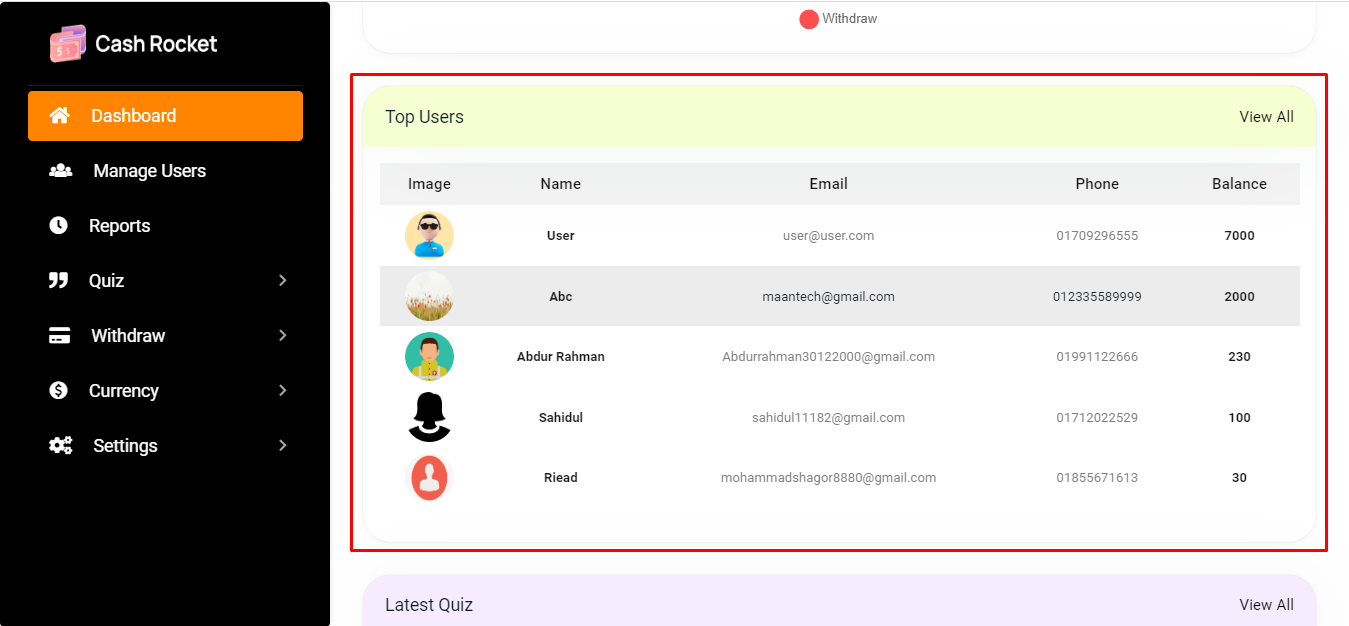 Cash Rocket
Dashboard
Manage Users
Reports
Quiz
Withdraw
Currency
Settings
Withdraw
Top Users View All
Image Name Email Phone Balance
User user@user.com 01709296555 7000
Abc maantech@gmail.com 012335589999 2000
Abdur Rahman Abdurrahman30122000@gmail.com 01991122666 230
Sahidul sahidul11182@gmail.com 01712022529 100
Riead mohammadshagor8880@gmail.com 01855671613 30
Latest Quiz View All